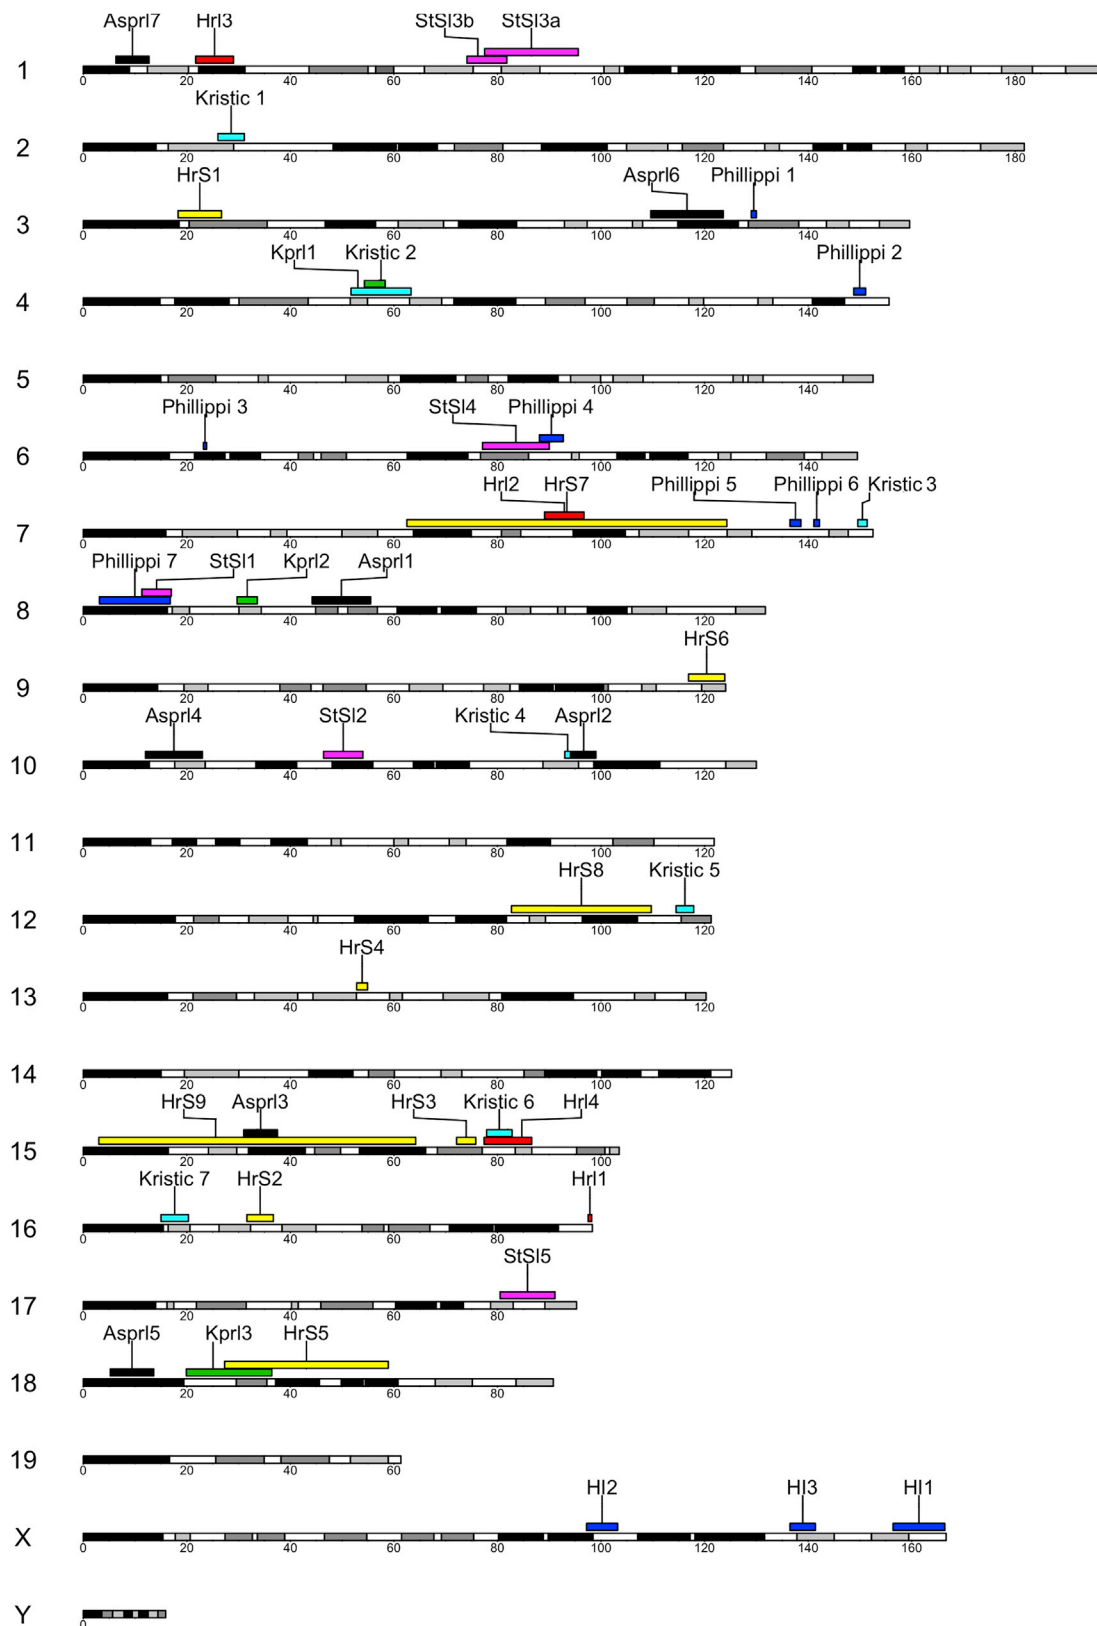 Asprl7 Hrl3 StSl3b StSl3a
1
0 20 40 60 80 100 120 140 160 180
Kristic 1
2
0 20 40 60 80 100 120 140 160 180
HrS1 Asprl6 Phillippi 1
3
0 20 40 60 80 100 120 140
Kprl1 Kristic 2 Phillippi 2
4
0 20 40 60 80 100 120 140
5
0 20 40 60 80 100 120 140
Phillippi 3 StSl4 Phillippi 4
6
0 20 40 60 80 100 120 140
Hrl2 HrS7 Phillippi 5 Phillippi 6 Kristic 3
7
0 20 40 60 80 100 120 140
Phillippi 7 StSl1 Kprl2 Asprl1
8
0 20 40 60 80 100 120
HrS6
9
0 20 40 60 80 100 120
Asprl4 StSl2 Kristic 4 Asprl2
10
0 20 40 60 80 100 120
11
0 20 40 60 80 100 120
HrS8 Kristic 5
12
0 20 40 60 80 100 120
HrS4
13
0 20 40 60 80 100 120
14
0 20 40 60 80 100 120
HrS9 Asprl3 HrS3 Kristic 6 Hrl4
15
0 20 40 60 80 100
Kristic 7 HrS2 Hrl1
16
0 20 40 60 80
StSl5
17
0 20 40 60 80
Asprl5 Kprl3 HrS5
18
0 20 40 60 80
19
0 20 40 60
Hl2 Hl3 Hl1
X
0 20 40 60 80 100 120 140 160
Y
0